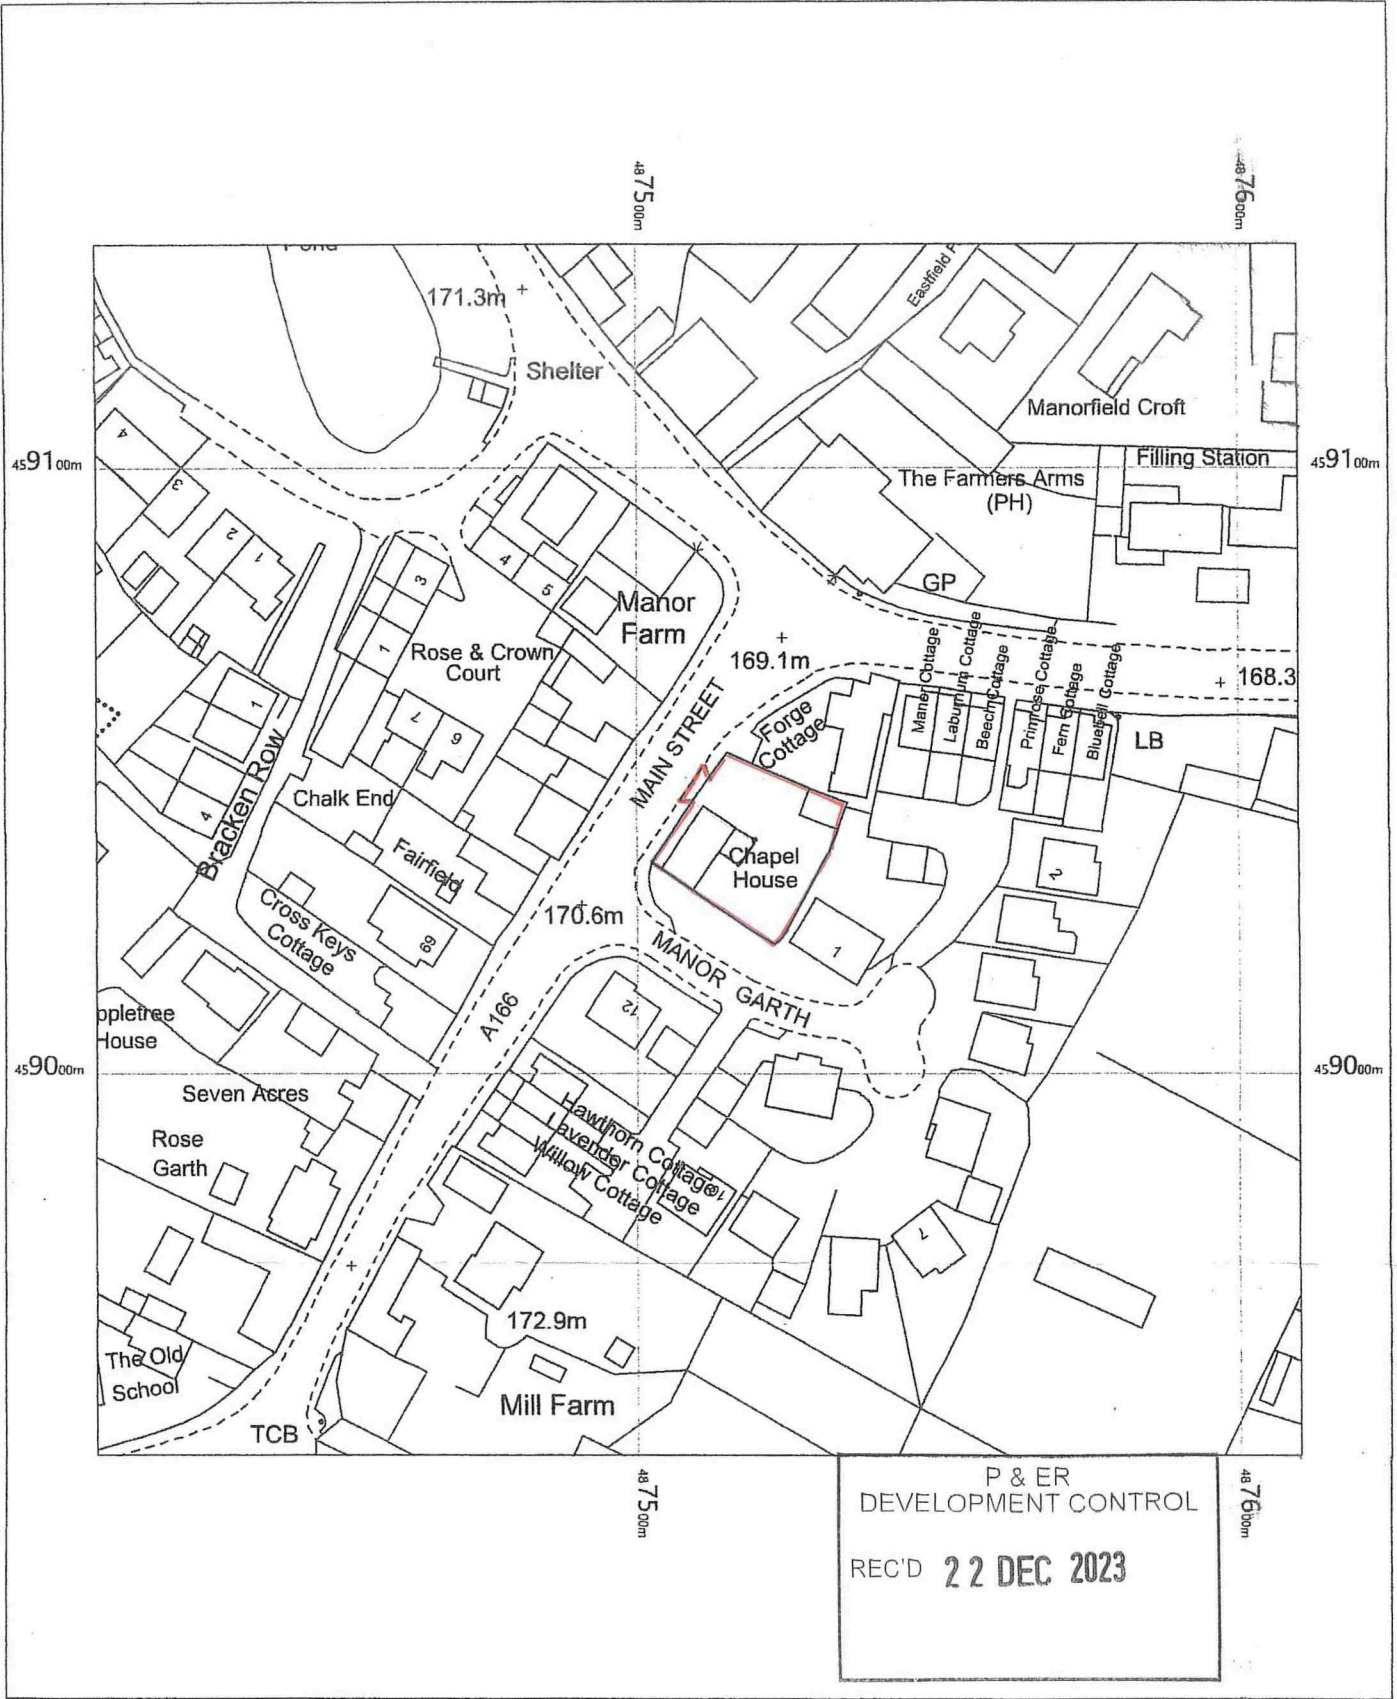 48 75 00m
48 76 00m
171.3m
Shelter
Eastfield
Manorfield Croft
Filling Station
45 91 00m
45 91 00m
The Farmers Arms
(PH)
4
3
2
1
3
1
4
5
Manor
Farm
GP
Rose & Crown
Court
169.1m
Manor Cottage
Laburnum Cottage
Beech Cottage
Primrose Cottage
Fern Cottage
Bluebell Cottage
168.3
LB
1
4
Bracken Row
7
6
MAIN STREET
Forge
Cottage
Chalk End
Fairfield
Chapel
House
2
Cross Keys
Cottage
69
170.6m
1
MANOR GARTH
12
A166
ppletree
House
45 90 00m
45 90 00m
Seven Acres
Rose
Garth
Hawthorn Cottage
Lavender Cottage
Willow Cottage
10
7
172.9m
The Old
School
Mill Farm
TCB
48 75 00m
48 76 00m
P & ER
DEVELOPMENT CONTROL
REC'D 22 DEC 2023